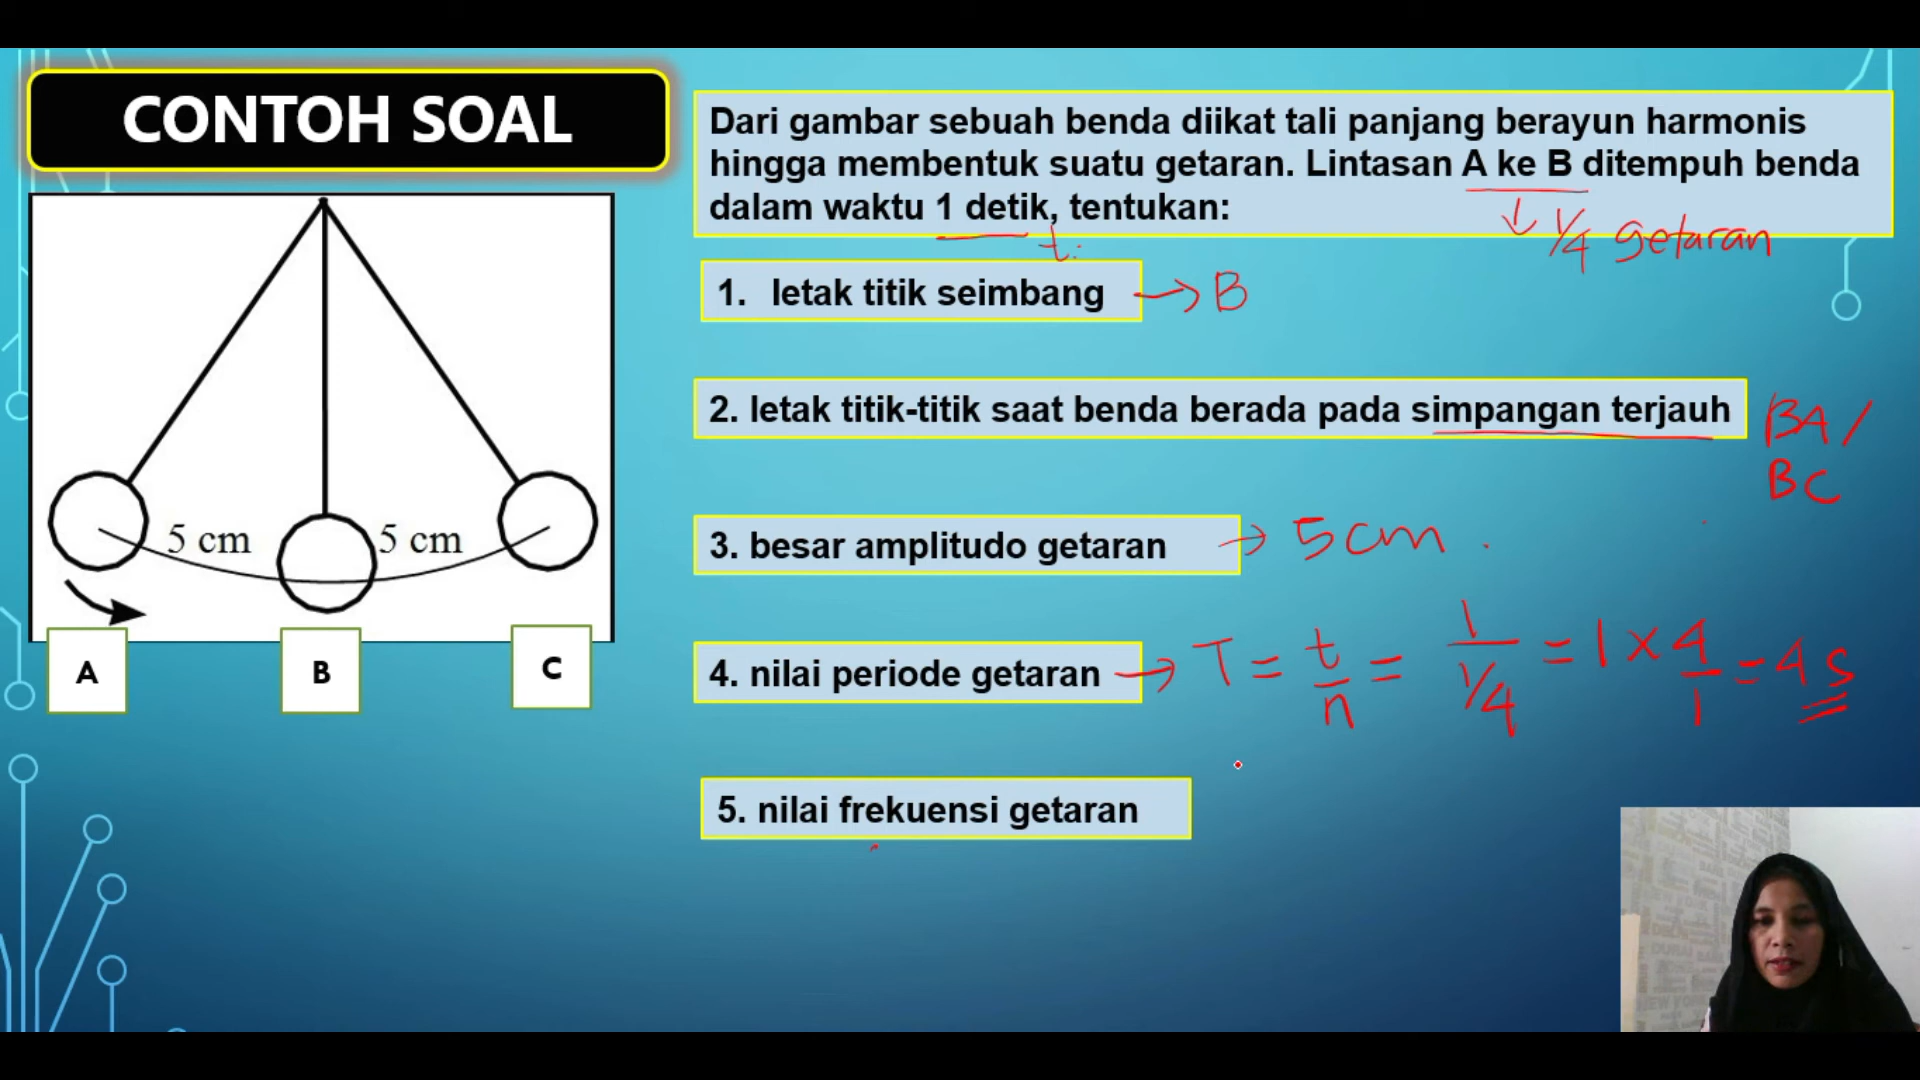 CONTOH SOAL
Dari gambar sebuah benda diikat tali panjang berayun harmonis
hingga membentuk suatu getaran. Lintasan A ke B ditempuh benda
dalam waktu 1 detik, tentukan:
t.
↓ 1/4 getaran
1. letak titik seimbang → B
2. letak titik-titik saat benda berada pada simpangan terjauh BA /
BC
3. besar amplitudo getaran → 5 cm .
4. nilai periode getaran → T = t/n = 1/(1/4) = 1 × 4/1 = 4 s
5. nilai frekuensi getaran
5 cm 5 cm
A B C